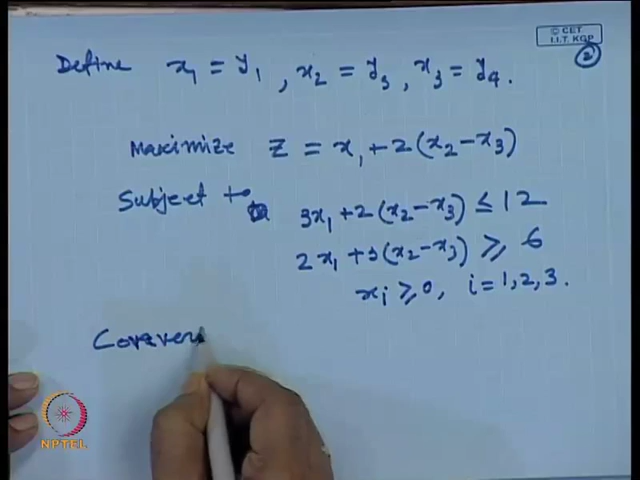 © CET
I.I.T. KGP
2
Define x₁ = y₁ , x₂ = y₃ , x₃ = y₄ .
Maximize Z = x₁ + 2(x₂ - x₃)
Subject to 3x₁ + 2(x₂ - x₃) ≤ 12
2x₁ + 3(x₂ - x₃) ≥ 6
xᵢ ≥ 0, i = 1, 2, 3 .
NPTEL